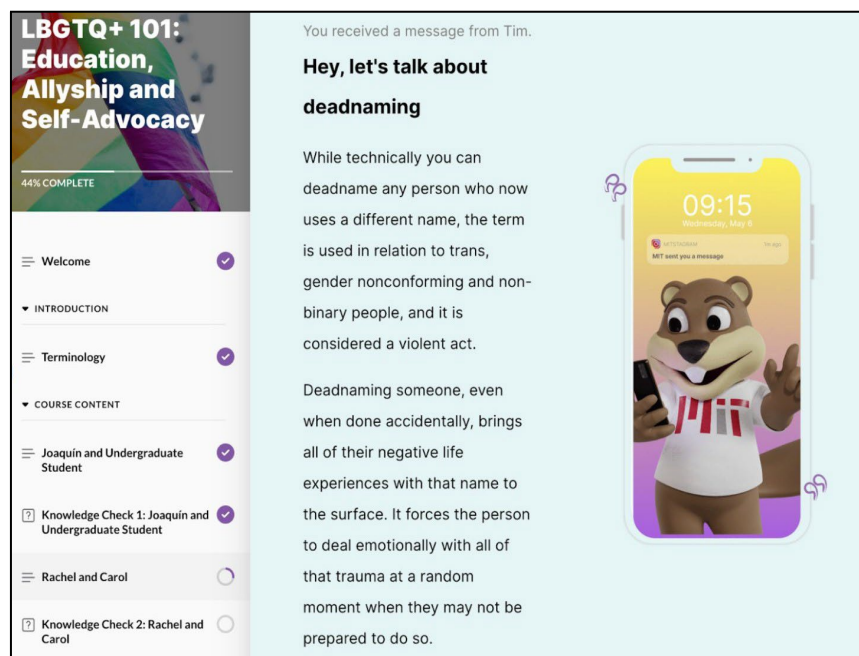 LBGTQ+ 101:
Education,
Allyship and
Self-Advocacy
44% COMPLETE
Welcome
INTRODUCTION
Terminology
COURSE CONTENT
Joaquín and Undergraduate
Student
Knowledge Check 1: Joaquín and
Undergraduate Student
Rachel and Carol
Knowledge Check 2: Rachel and
Carol
You received a message from Tim.
Hey, let's talk about
deadnaming
While technically you can
deadname any person who now
uses a different name, the term
is used in relation to trans,
gender nonconforming and non-
binary people, and it is
considered a violent act.
Deadnaming someone, even
when done accidentally, brings
all of their negative life
experiences with that name to
the surface. It forces the person
to deal emotionally with all of
that trauma at a random
moment when they may not be
prepared to do so.
09:15
Wednesday, May 6
MITSTAGRAM
MIT sent you a message
MIT